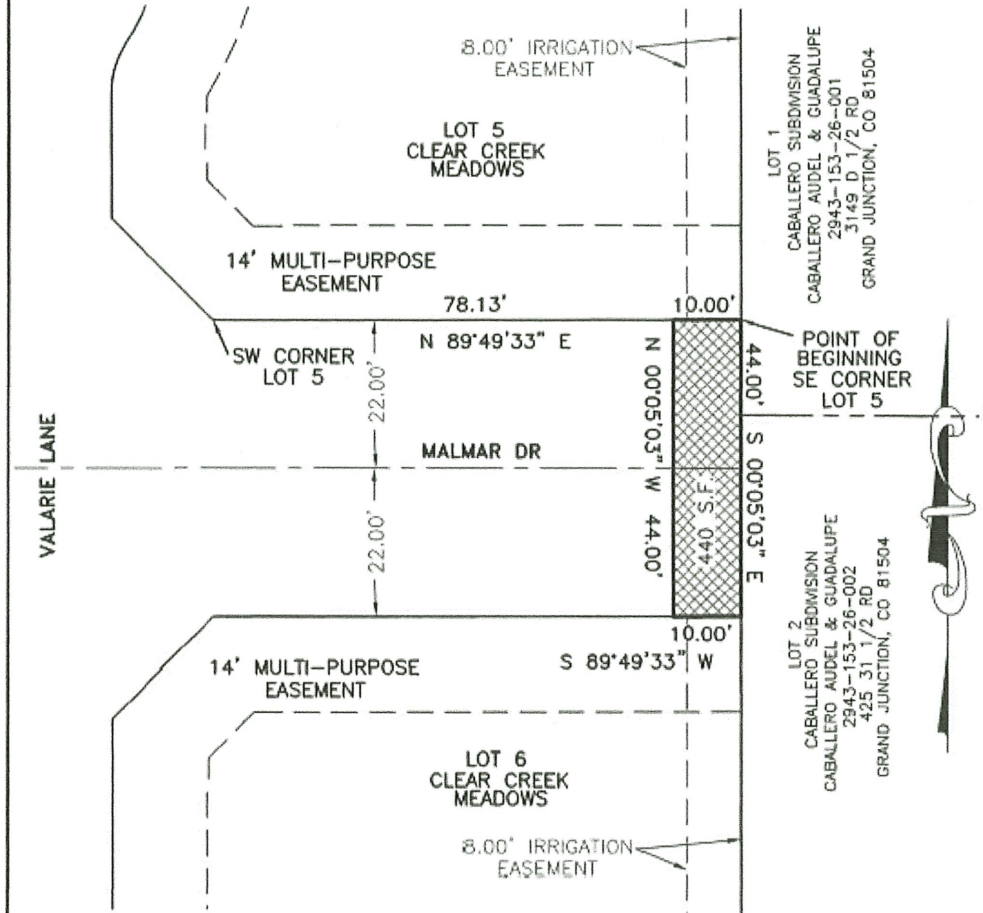 8.00' IRRIGATION
EASEMENT
LOT 5
CLEAR CREEK
MEADOWS
LOT 1
CABALLERO SUBDIVISION
CABALLERO AUDEL & GUADALUPE
2943-153-26-001
3149 D 1/2 RD
GRAND JUNCTION, CO 81504
14' MULTI-PURPOSE
EASEMENT
78.13'
10.00'
N 89°49'33" E
SW CORNER
LOT 5
POINT OF
BEGINNING
SE CORNER
LOT 5
22.00'
N 00°05'03" W 44.00'
44.00' S 00°05'03" E
440 S.F.
MALMAR DR
VALARIE LANE
22.00'
10.00'
S 89°49'33" W
14' MULTI-PURPOSE
EASEMENT
LOT 2
CABALLERO SUBDIVISION
CABALLERO AUDEL & GUADALUPE
2943-153-26-002
425 31 1/2 RD
GRAND JUNCTION, CO 81504
LOT 6
CLEAR CREEK
MEADOWS
8.00' IRRIGATION
EASEMENT